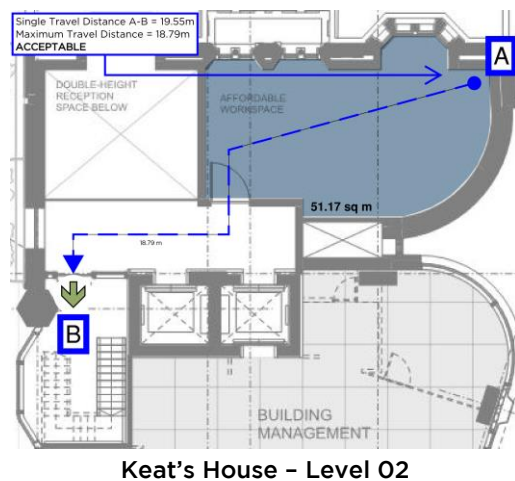 Single Travel Distance A-B = 19.55m
Maximum Travel Distance = 18.79m
ACCEPTABLE
A
DOUBLE-HEIGHT
RECEPTION
SPACE BELOW
AFFORDABLE
WORKSPACE
51.17 sq m
18.79 m
B
BUILDING
MANAGEMENT
Keat's House – Level 02